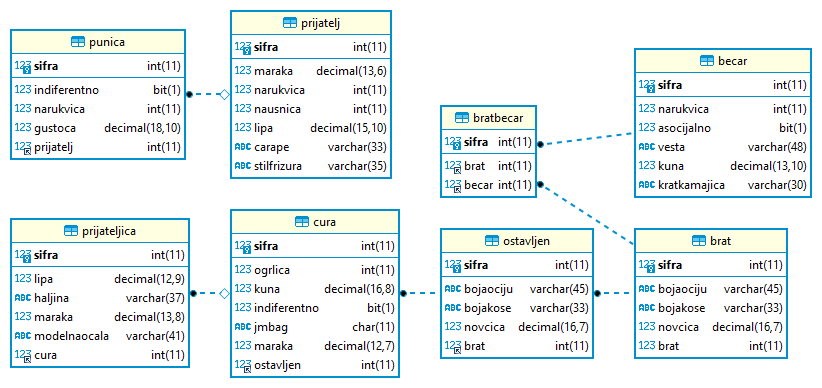 punica
123 sifra int(11)
123 indiferentno bit(1)
123 narukvica int(11)
123 gustoca decimal(18,10)
123 prijatelj int(11)
prijatelj
123 sifra int(11)
123 maraka decimal(13,6)
123 narukvica int(11)
123 nausnica int(11)
123 lipa decimal(15,10)
ABC carape varchar(33)
ABC stilfrizura varchar(35)
bratbecar
123 sifra int(11)
123 brat int(11)
123 becar int(11)
becar
123 sifra int(11)
123 narukvica int(11)
123 asocijalno bit(1)
ABC vesta varchar(48)
123 kuna decimal(13,10)
ABC kratkamajica varchar(30)
prijateljica
123 sifra int(11)
123 lipa decimal(12,9)
ABC haljina varchar(37)
123 maraka decimal(13,8)
ABC modelnaocala varchar(41)
123 cura int(11)
cura
123 sifra int(11)
123 ogrlica int(11)
123 kuna decimal(16,8)
123 indiferentno bit(1)
ABC jmbag char(11)
123 maraka decimal(12,7)
123 ostavljen int(11)
ostavljen
123 sifra int(11)
ABC bojaociju varchar(45)
ABC bojakose varchar(33)
123 novcica decimal(16,7)
123 brat int(11)
brat
123 sifra int(11)
ABC bojaociju varchar(45)
ABC bojakose varchar(33)
123 novcica decimal(16,7)
123 brat int(11)